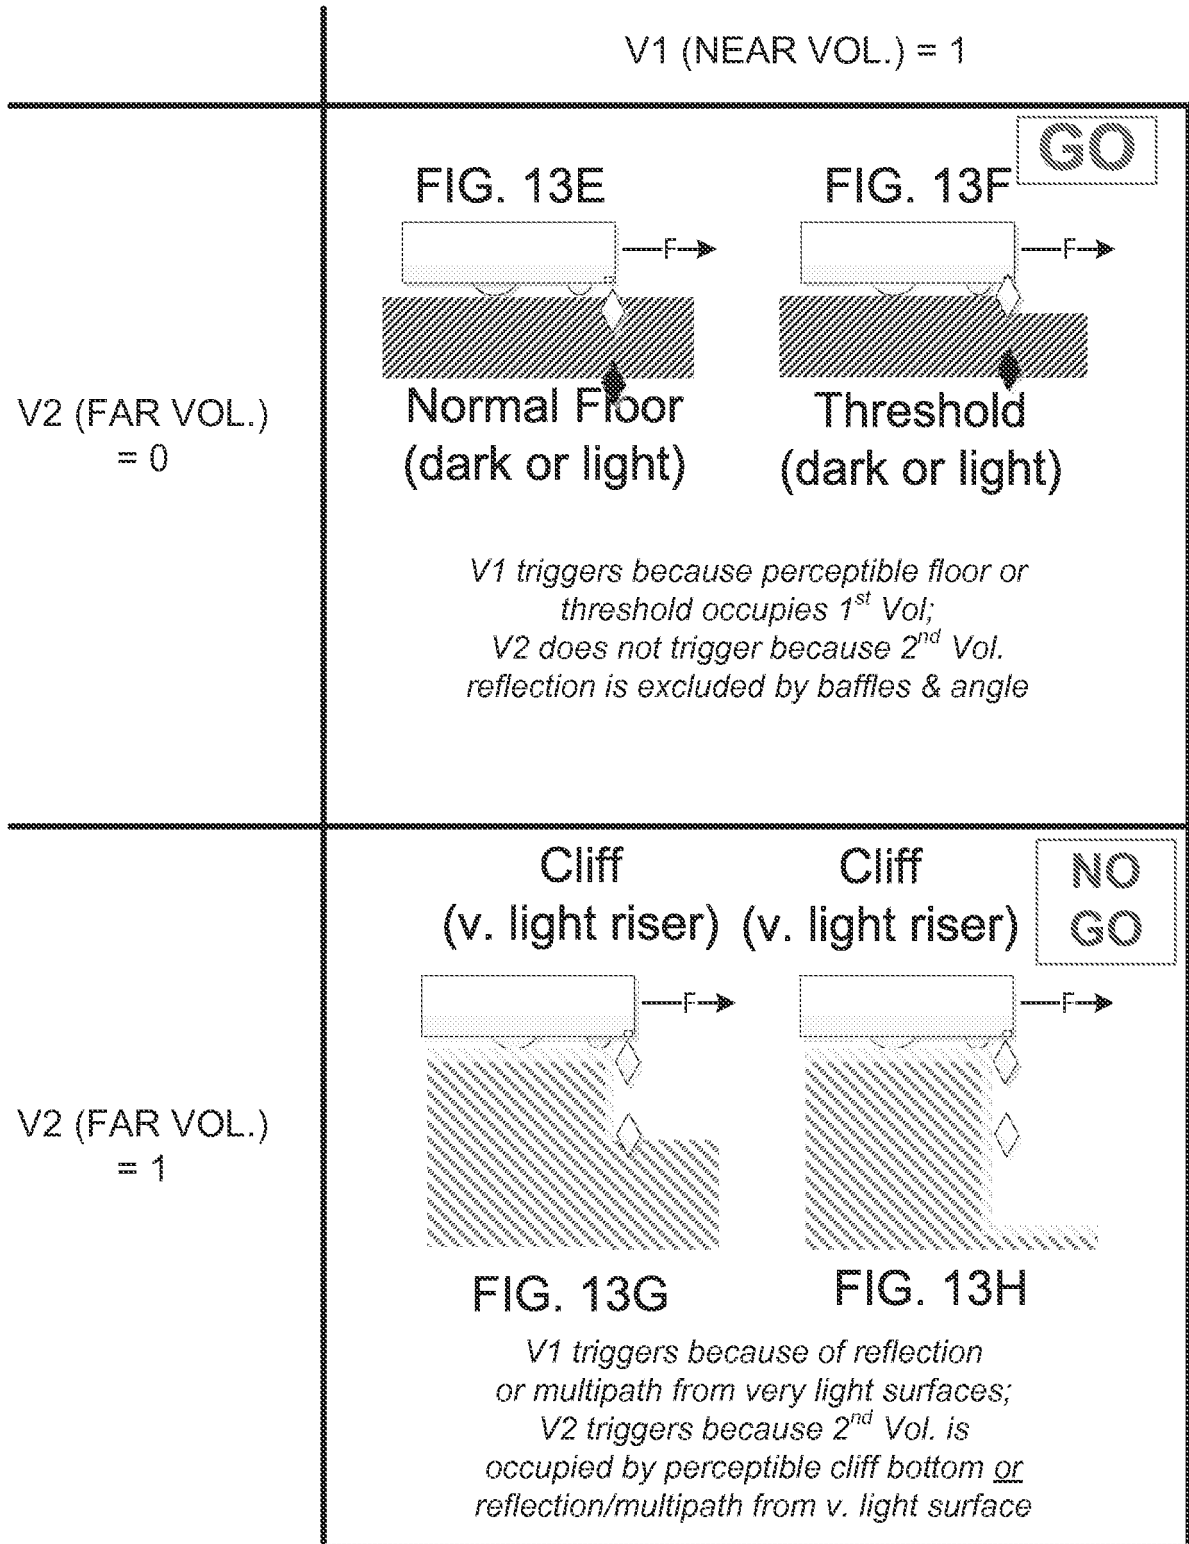 V1 (NEAR VOL.) = 1
GO
FIG. 13E
FIG. 13F
F
F
V2 (FAR VOL.)
= 0
Normal Floor
(dark or light)
Threshold
(dark or light)
V1 triggers because perceptible floor or
threshold occupies 1st Vol;
V2 does not trigger because 2nd Vol.
reflection is excluded by baffles & angle
Cliff
(v. light riser)
Cliff
(v. light riser)
NO
GO
F
F
V2 (FAR VOL.)
= 1
FIG. 13G
FIG. 13H
V1 triggers because of reflection
or multipath from very light surfaces;
V2 triggers because 2nd Vol. is
occupied by perceptible cliff bottom or
reflection/multipath from v. light surface